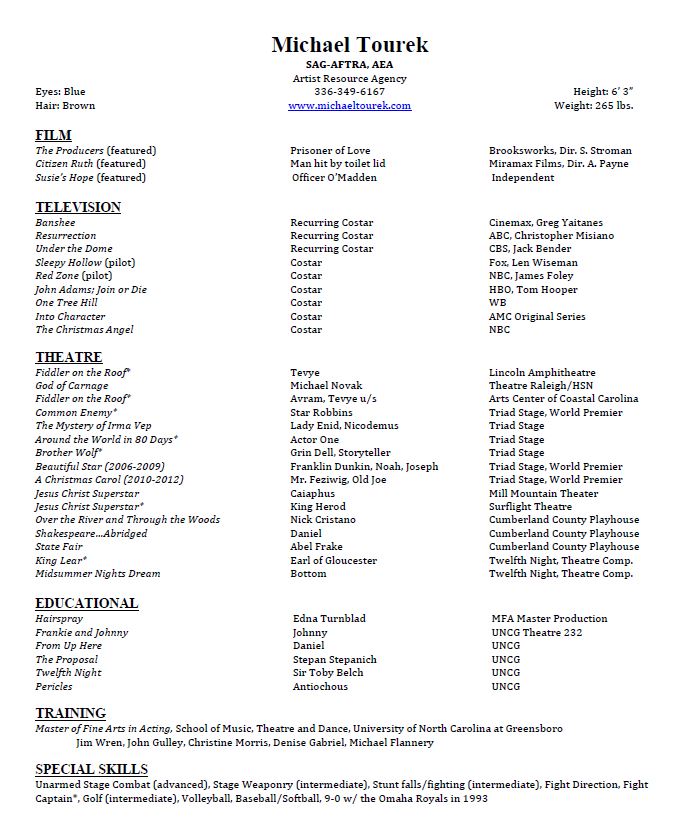 Michael Tourek
SAG-AFTRA, AEA
Artist Resource Agency
Eyes: Blue 336-349-6167 Height: 6' 3"
Hair: Brown www.michaeltourek.com Weight: 265 lbs.
FILM
The Producers (featured) Prisoner of Love Brooksworks, Dir. S. Stroman
Citizen Ruth (featured) Man hit by toilet lid Miramax Films, Dir. A. Payne
Susie's Hope (featured) Officer O'Madden Independent
TELEVISION
Banshee Recurring Costar Cinemax, Greg Yaitanes
Resurrection Recurring Costar ABC, Christopher Misiano
Under the Dome Recurring Costar CBS, Jack Bender
Sleepy Hollow (pilot) Costar Fox, Len Wiseman
Red Zone (pilot) Costar NBC, James Foley
John Adams; Join or Die Costar HBO, Tom Hooper
One Tree Hill Costar WB
Into Character Costar AMC Original Series
The Christmas Angel Costar NBC
THEATRE
Fiddler on the Roof* Tevye Lincoln Amphitheatre
God of Carnage Michael Novak Theatre Raleigh/HSN
Fiddler on the Roof* Avram, Tevye u/s Arts Center of Coastal Carolina
Common Enemy* Star Robbins Triad Stage, World Premier
The Mystery of Irma Vep Lady Enid, Nicodemus Triad Stage
Around the World in 80 Days* Actor One Triad Stage
Brother Wolf* Grin Dell, Storyteller Triad Stage
Beautiful Star (2006-2009) Franklin Dunkin, Noah, Joseph Triad Stage, World Premier
A Christmas Carol (2010-2012) Mr. Feziwig, Old Joe Triad Stage, World Premier
Jesus Christ Superstar Caiaphus Mill Mountain Theater
Jesus Christ Superstar* King Herod Surflight Theatre
Over the River and Through the Woods Nick Cristano Cumberland County Playhouse
Shakespeare...Abridged Daniel Cumberland County Playhouse
State Fair Abel Frake Cumberland County Playhouse
King Lear* Earl of Gloucester Twelfth Night, Theatre Comp.
Midsummer Nights Dream Bottom Twelfth Night, Theatre Comp.
EDUCATIONAL
Hairspray Edna Turnblad MFA Master Production
Frankie and Johnny Johnny UNCG Theatre 232
From Up Here Daniel UNCG
The Proposal Stepan Stepanich UNCG
Twelfth Night Sir Toby Belch UNCG
Pericles Antiochous UNCG
TRAINING
Master of Fine Arts in Acting, School of Music, Theatre and Dance, University of North Carolina at Greensboro
Jim Wren, John Gulley, Christine Morris, Denise Gabriel, Michael Flannery
SPECIAL SKILLS
Unarmed Stage Combat (advanced), Stage Weaponry (intermediate), Stunt falls/fighting (intermediate), Fight Direction, Fight
Captain*, Golf (intermediate), Volleyball, Baseball/Softball, 9-0 w/ the Omaha Royals in 1993